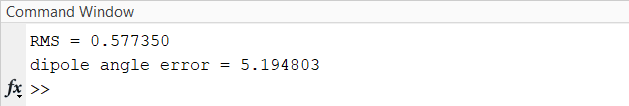 Command Window
RMS = 0.577350
dipole angle error = 5.194803
fx >>